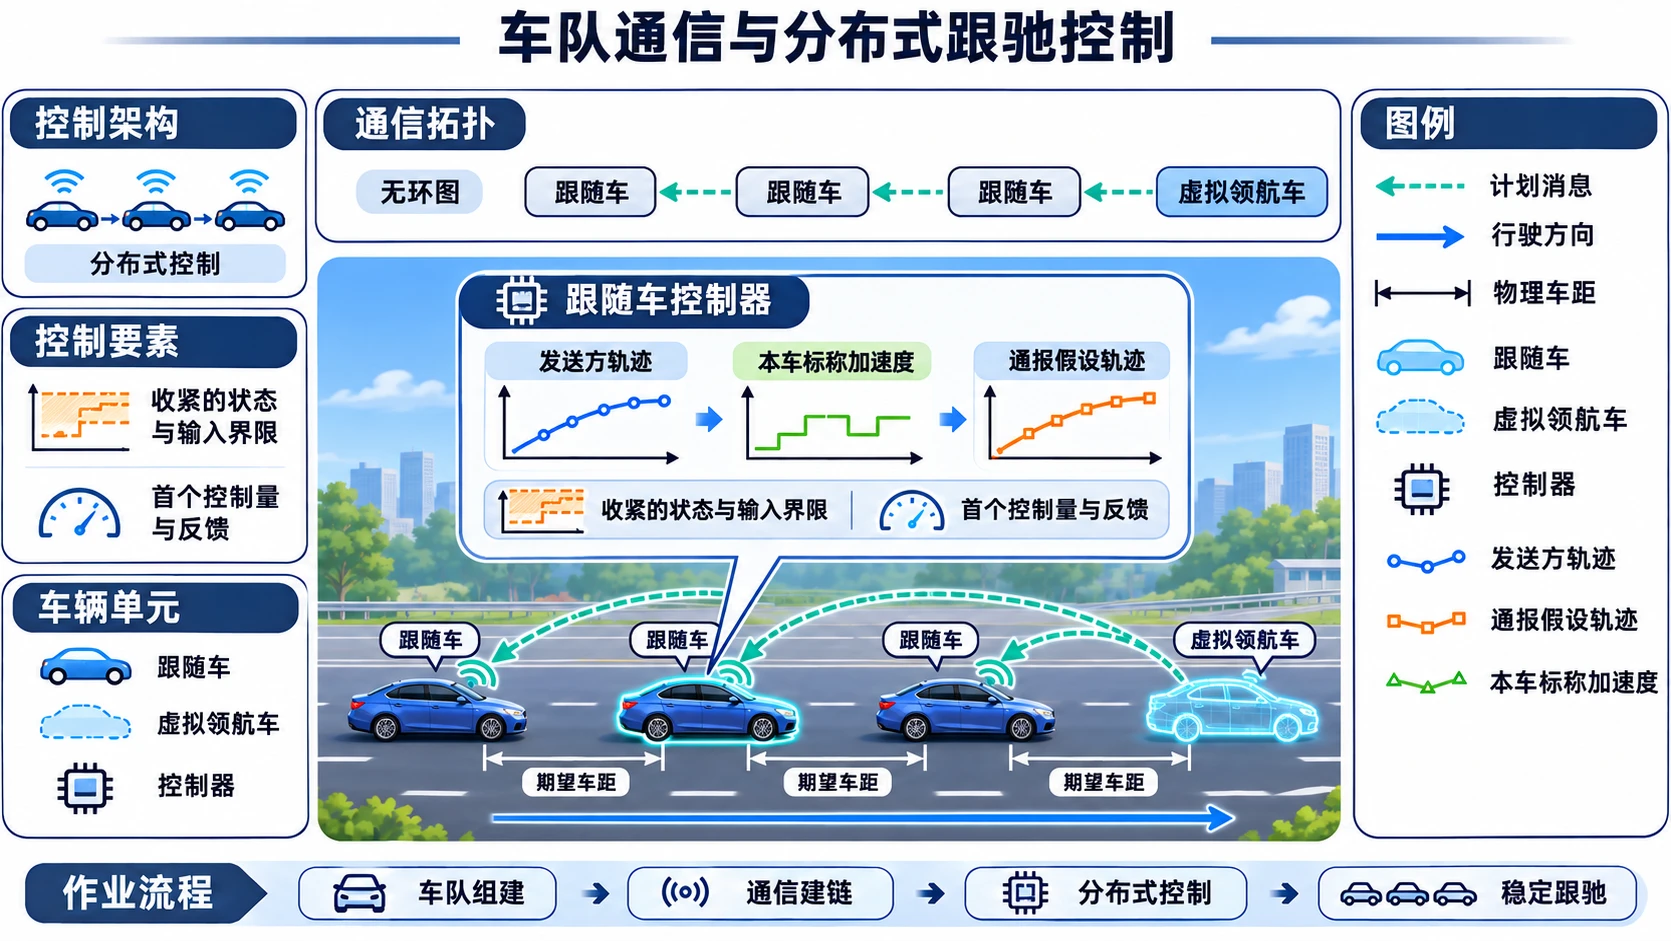 车队通信与分布式跟驰控制
控制架构
分布式控制
控制要素
收紧的状态
与输入界限
首个控制量
与反馈
车辆单元
跟随车
虚拟领航车
控制器
通信拓扑
无环图
跟随车
跟随车
跟随车
虚拟领航车
跟随车控制器
发送方轨迹
本车标称加速度
通报假设轨迹
收紧的状态与输入界限
首个控制量与反馈
跟随车
跟随车
跟随车
虚拟领航车
期望车距
期望车距
期望车距
图例
计划消息
行驶方向
物理车距
跟随车
虚拟领航车
控制器
发送方轨迹
通报假设轨迹
本车标称加速度
作业流程
车队组建
通信建链
分布式控制
稳定跟驰